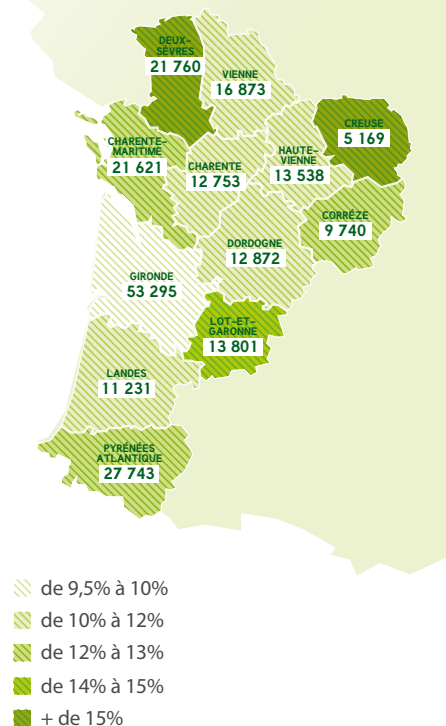 DEUX-
SÈVRES
21 760
VIENNE
16 873
CREUSE
5 169
CHARENTE-
MARITIME
21 621
CHARENTE
12 753
HAUTE-
VIENNE
13 538
CORRÉZE
9 740
DORDOGNE
12 872
GIRONDE
53 295
LOT-ET-
GARONNE
13 801
LANDES
11 231
PYRÉNÉES
ATLANTIQUE
27 743
de 9,5% à 10%
de 10% à 12%
de 12% à 13%
de 14% à 15%
+ de 15%